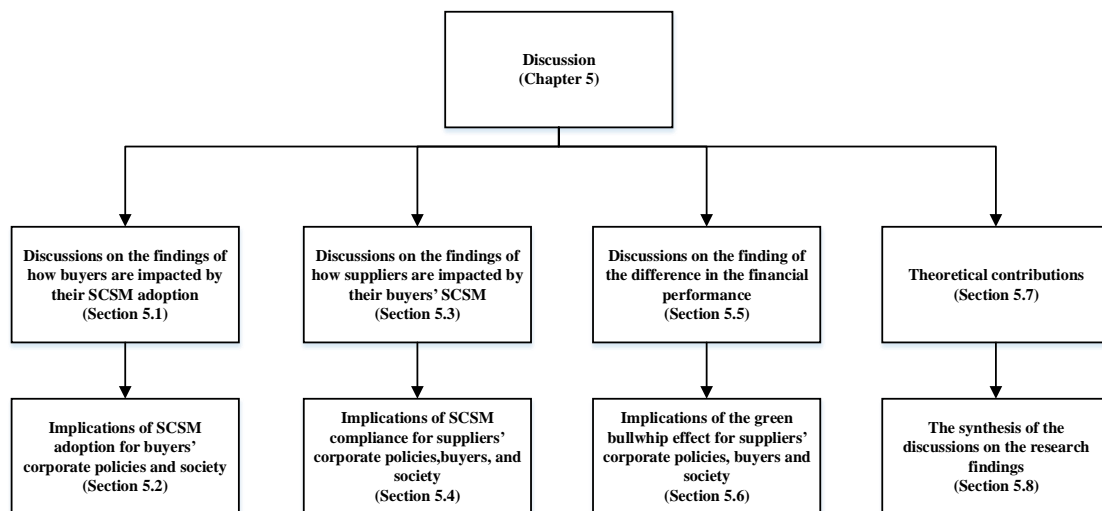 Discussion
(Chapter 5)
Discussions on the findings of
how buyers are impacted by
their SCSM adoption
(Section 5.1)
Discussions on the findings of
how suppliers are impacted by
their buyers’ SCSM
(Section 5.3)
Discussions on the finding of
the difference in the financial
performance
(Section 5.5)
Theoretical contributions
(Section 5.7)
Implications of SCSM
adoption for buyers’
corporate policies and society
(Section 5.2)
Implications of SCSM
compliance for suppliers’
corporate policies,buyers, and
society
(Section 5.4)
Implications of the green
bullwhip effect for suppliers’
corporate policies, buyers and
society
(Section 5.6)
The synthesis of the
discussions on the research
findings
(Section 5.8)